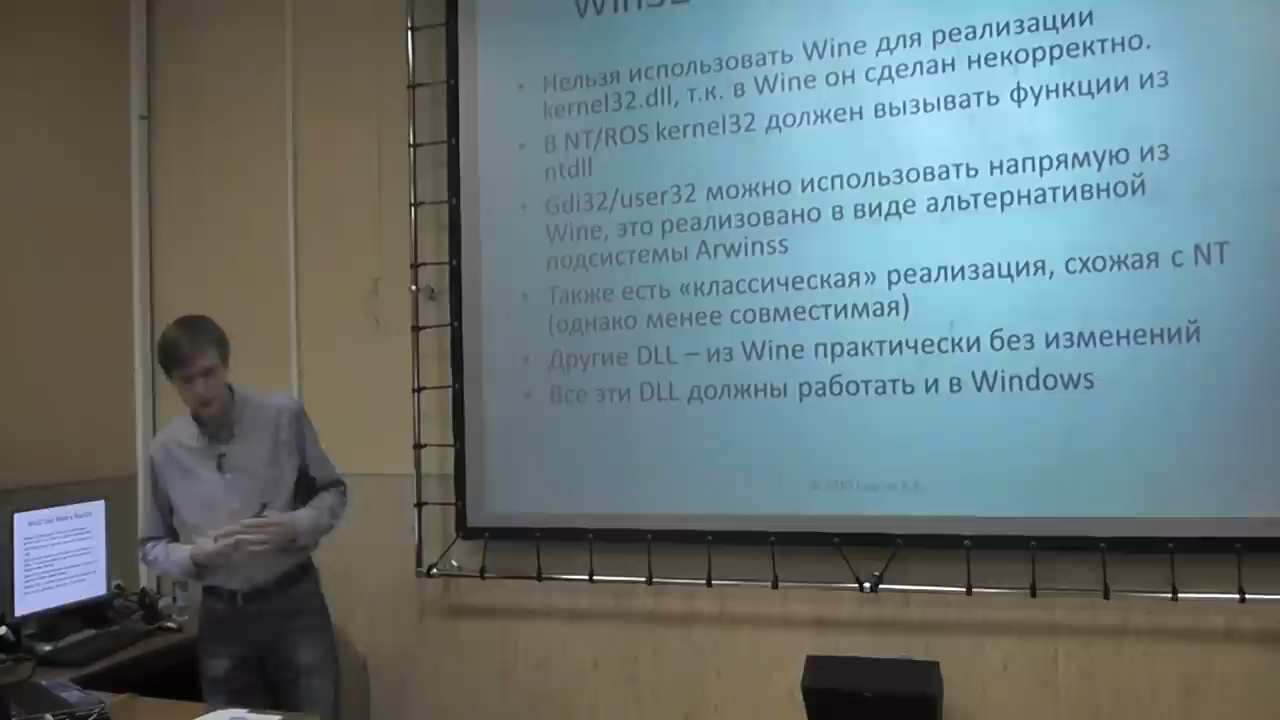 Win32
• Нельзя использовать Wine для реализации
kernel32.dll, т.к. в Wine он сделан некорректно.
• В NT/ROS kernel32 должен вызывать функции из
ntdll
• Gdi32/user32 можно использовать напрямую из
Wine, это реализовано в виде альтернативной
подсистемы Arwinss
• Также есть «классическая» реализация, схожая с NT
(однако менее совместимая)
• Другие DLL – из Wine практически без изменений
• Все эти DLL должны работать и в Windows